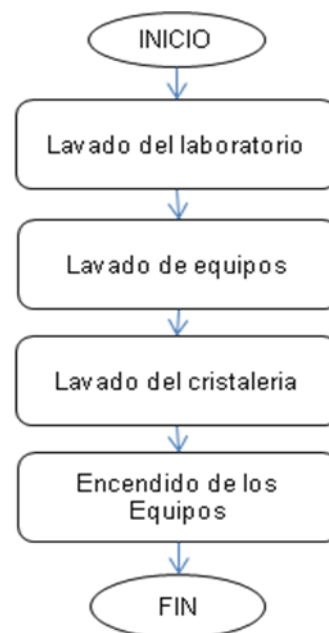 INICIO
Lavado del laboratorio
Lavado de equipos
Lavado del cristaleria
Encendido de los
Equipos
FIN